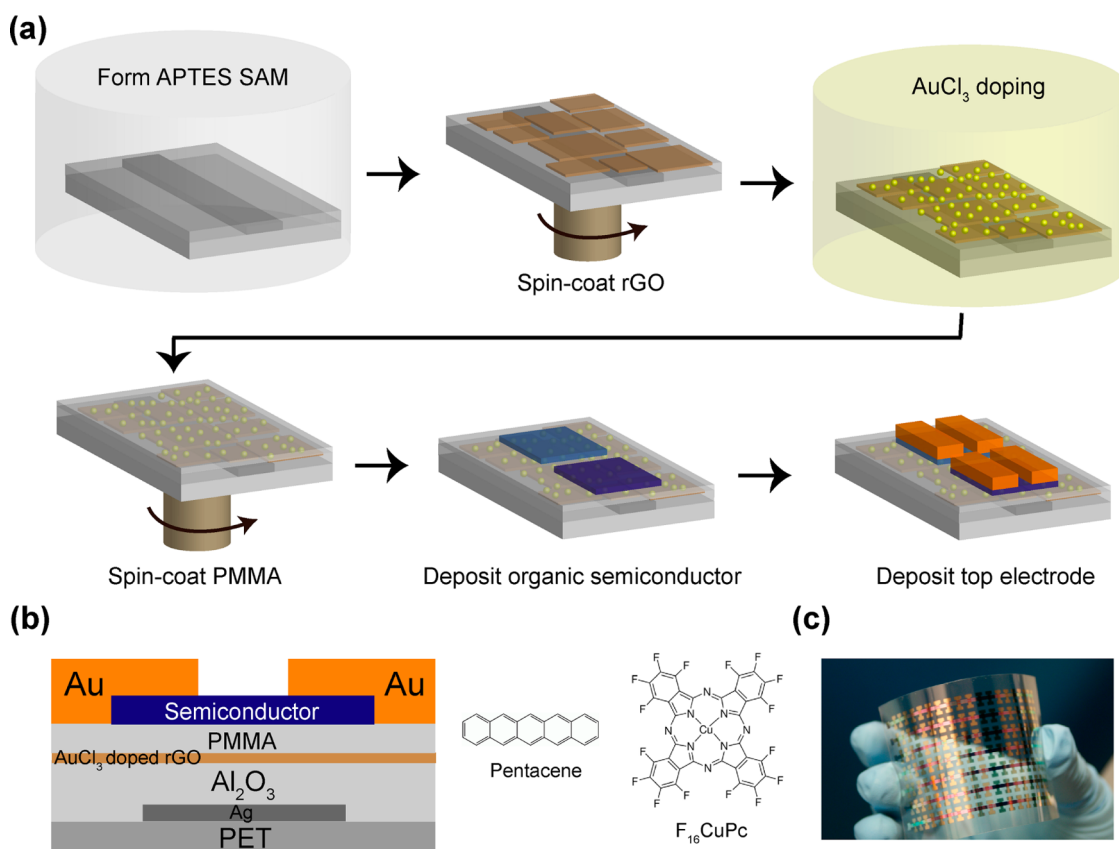 (a)
Form APTES SAM
AuCl₃ doping
Spin-coat rGO
Spin-coat PMMA
Deposit organic semiconductor
Deposit top electrode
(b)
(c)
Au
Au
Semiconductor
PMMA
AuCl₃ doped rGO
Al₂O₃
Ag
PET
Pentacene
F F
F F
F F
F F
N N N
N N
Cu
N N N
F F
F F
F F
F F
F₁₆CuPc